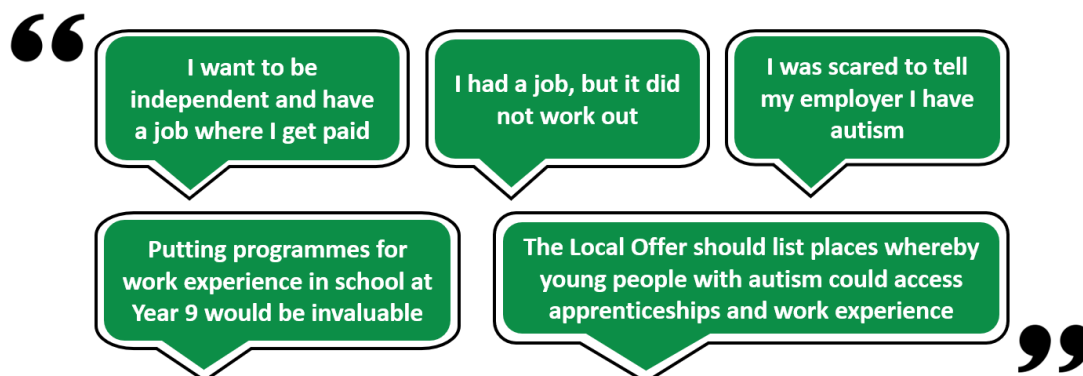 I want to be
independent and have
a job where I get paid
I had a job, but it did
not work out
I was scared to tell
my employer I have
autism
Putting programmes for
work experience in school at
Year 9 would be invaluable
The Local Offer should list places whereby
young people with autism could access
apprenticeships and work experience